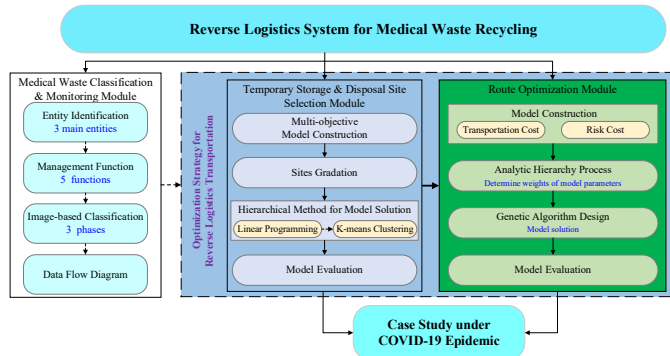 Reverse Logistics System for Medical Waste Recycling
Medical Waste Classification
& Monitoring Module
Entity Identification
3 main entities
Management Function
5 functions
Image-based Classification
3 phases
Data Flow Diagram
Optimization Strategy for
Reverse Logistics Transportation
Temporary Storage & Disposal Site
Selection Module
Multi-objective
Model Construction
Sites Gradation
Hierarchical Method for Model Solution
Linear Programming
K-means Clustering
Model Evaluation
Route Optimization Module
Model Construction
Transportation Cost
Risk Cost
Analytic Hierarchy Process
Determine weights of model parameters
Genetic Algorithm Design
Model solution
Model Evaluation
Case Study under
COVID-19 Epidemic